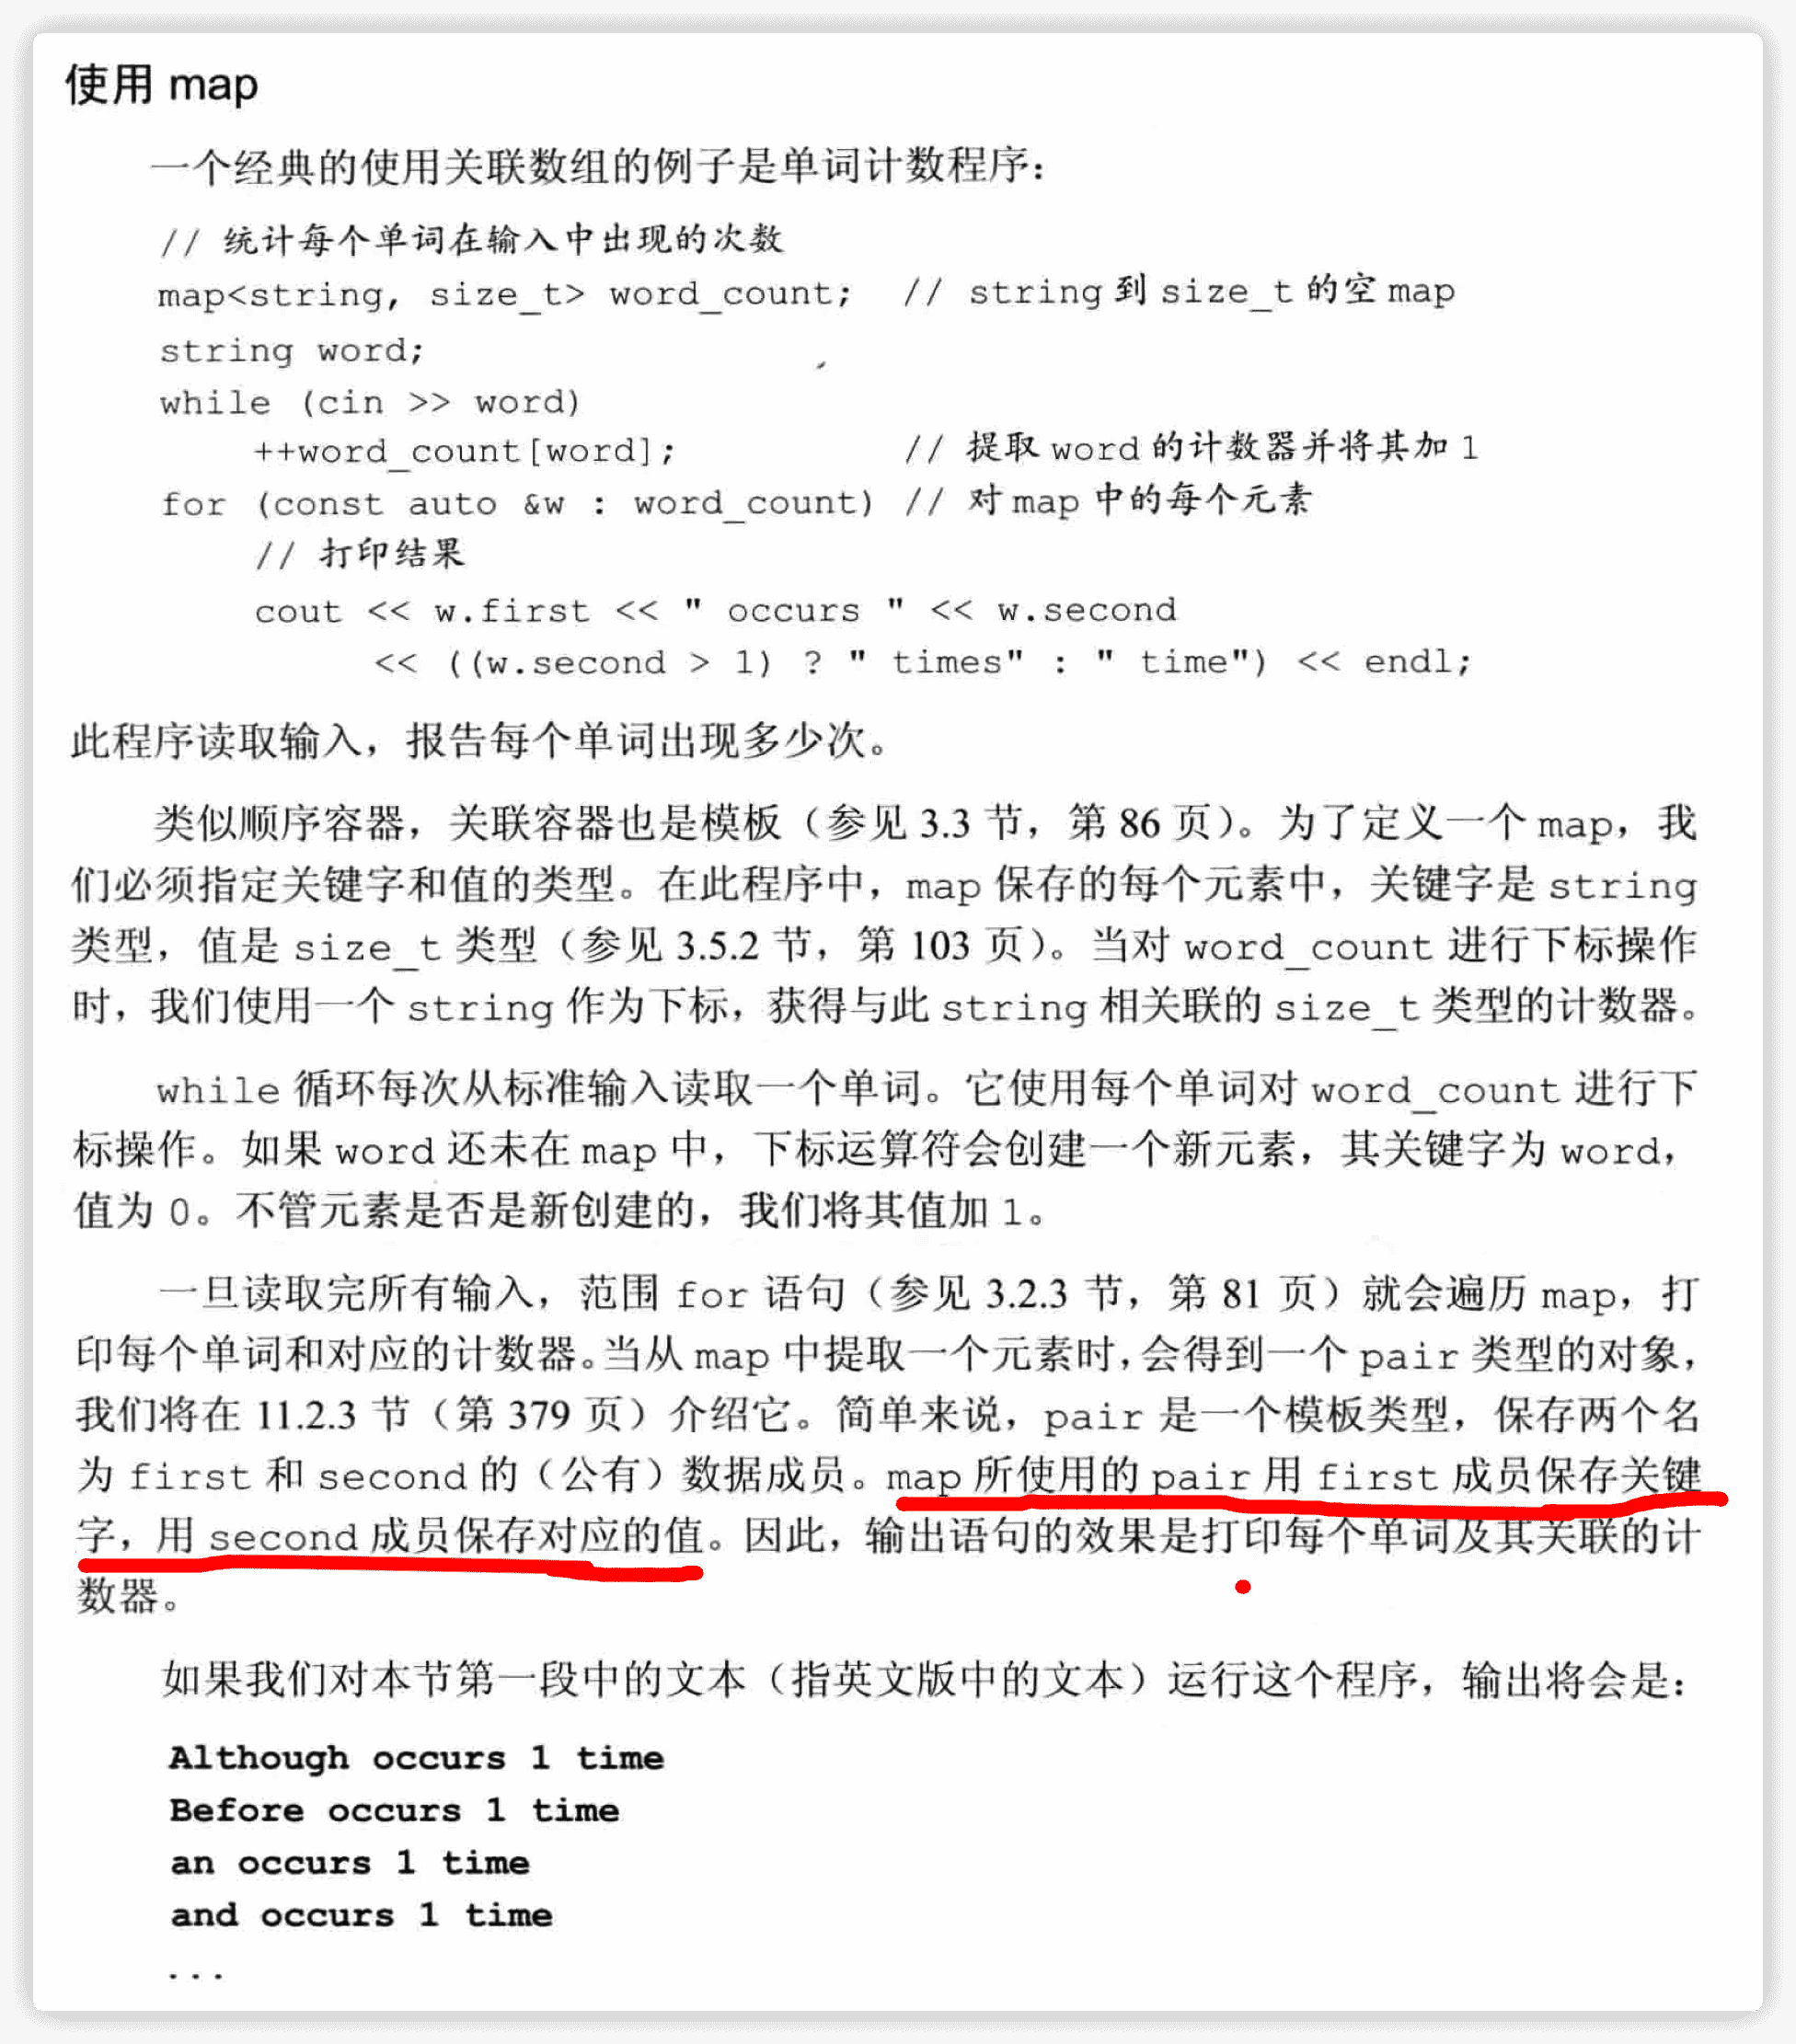 使用 map
一个经典的使用关联数组的例子是单词计数程序：
// 统计每个单词在输入中出现的次数
map<string, size_t> word_count;  // string 到 size_t 的空 map
string word;
while (cin >> word)
++word_count[word];  // 提取 word 的计数器并将其加 1
for (const auto &w : word_count) // 对 map 中的每个元素
// 打印结果
cout << w.first << " occurs " << w.second
<< ((w.second > 1) ? " times" : " time") << endl;
此程序读取输入，报告每个单词出现多少次。
类似顺序容器，关联容器也是模板（参见 3.3 节，第 86 页）。为了定义一个 map，我
们必须指定关键字和值的类型。在此程序中，map 保存的每个元素中，关键字是 string
类型，值是 size_t 类型（参见 3.5.2 节，第 103 页）。当对 word_count 进行下标操作
时，我们使用一个 string 作为下标，获得与此 string 相关联的 size_t 类型的计数器。
while 循环每次从标准输入读取一个单词。它使用每个单词对 word_count 进行下
标操作。如果 word 还未在 map 中，下标运算符会创建一个新元素，其关键字为 word，
值为 0。不管元素是否是新创建的，我们将其值加 1。
一旦读取完所有输入，范围 for 语句（参见 3.2.3 节，第 81 页）就会遍历 map，打
印每个单词和对应的计数器。当从 map 中提取一个元素时，会得到一个 pair 类型的对象，
我们将在 11.2.3 节（第 379 页）介绍它。简单来说，pair 是一个模板类型，保存两个名
为 first 和 second 的（公有）数据成员。map 所使用的 pair 用 first 成员保存关键
字，用 second 成员保存对应的值。因此，输出语句的效果是打印每个单词及其关联的计
数器。
如果我们对本节第一段中的文本（指英文版中的文本）运行这个程序，输出将会是：
Although occurs 1 time
Before occurs 1 time
an occurs 1 time
and occurs 1 time
...